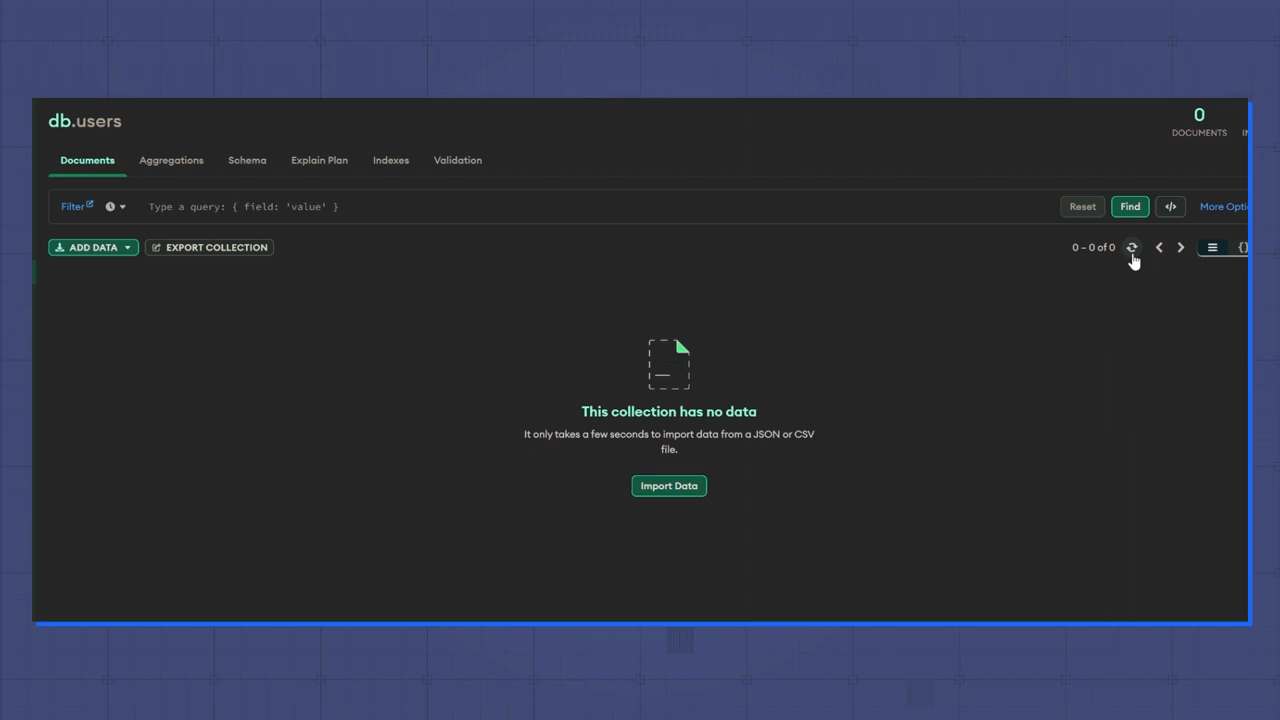 db.users
0
DOCUMENTS
Documents Aggregations Schema Explain Plan Indexes Validation
Filter Type a query: { field: 'value' } Reset Find </> More Optio
ADD DATA EXPORT COLLECTION 0 – 0 of 0 {}
This collection has no data
It only takes a few seconds to import data from a JSON or CSV
file.
Import Data